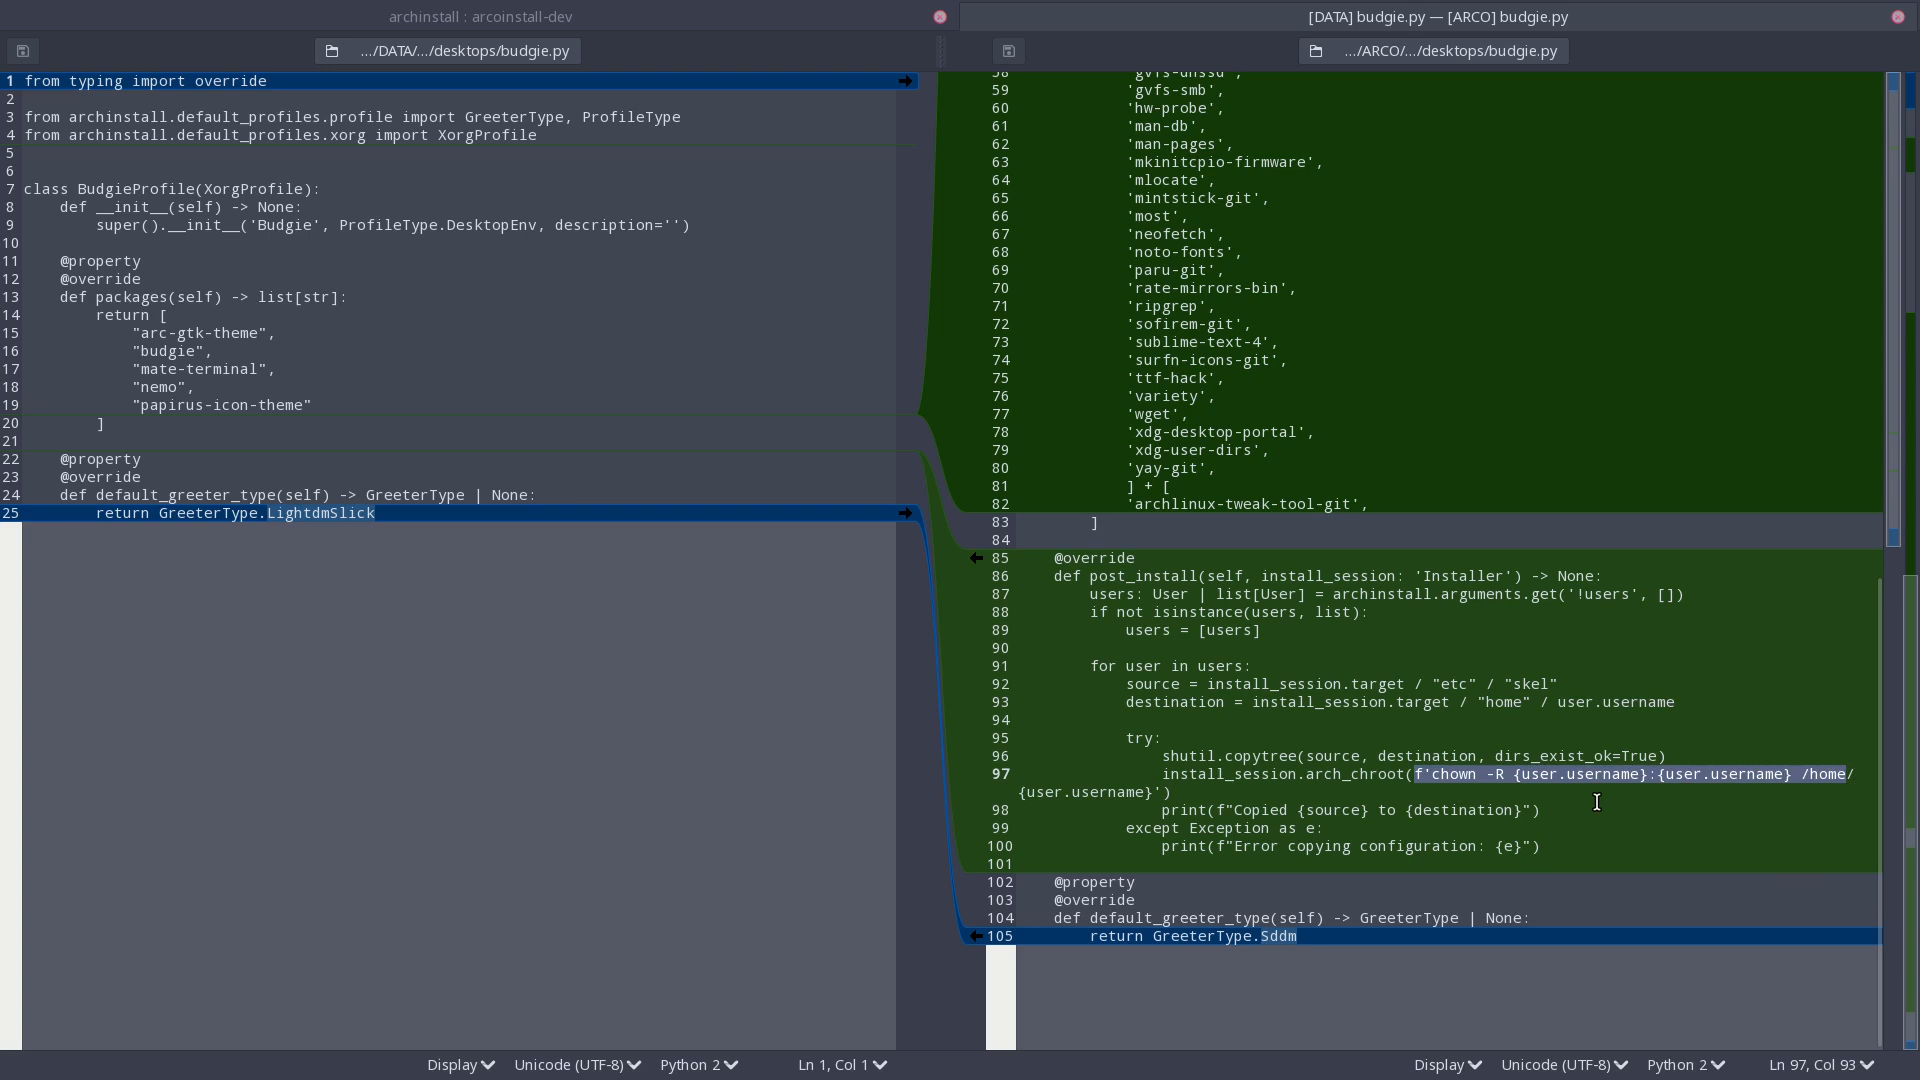 archinstall : arcoinstall-dev
[DATA] budgie.py — [ARCO] budgie.py
.../DATA/.../desktops/budgie.py
.../ARCO/.../desktops/budgie.py
1 from typing import override
2
3 from archinstall.default_profiles.profile import GreeterType, ProfileType
4 from archinstall.default_profiles.xorg import XorgProfile
5
6
7 class BudgieProfile(XorgProfile):
8 def __init__(self) -> None:
9 super().__init__('Budgie', ProfileType.DesktopEnv, description='')
10
11 @property
12 @override
13 def packages(self) -> list[str]:
14 return [
15 "arc-gtk-theme",
16 "budgie",
17 "mate-terminal",
18 "nemo",
19 "papirus-icon-theme"
20 ]
21
22 @property
23 @override
24 def default_greeter_type(self) -> GreeterType | None:
25 return GreeterType.LightdmSlick
58
59 'gvfs-smb',
60 'hw-probe',
61 'man-db',
62 'man-pages',
63 'mkinitcpio-firmware',
64 'mlocate',
65 'mintstick-git',
66 'most',
67 'neofetch',
68 'noto-fonts',
69 'paru-git',
70 'rate-mirrors-bin',
71 'ripgrep',
72 'sofirem-git',
73 'sublime-text-4',
74 'surfn-icons-git',
75 'ttf-hack',
76 'variety',
77 'wget',
78 'xdg-desktop-portal',
79 'xdg-user-dirs',
80 'yay-git',
81 ] + [
82 'archlinux-tweak-tool-git',
83 ]
84
85 @override
86 def post_install(self, install_session: 'Installer') -> None:
87 users: User | list[User] = archinstall.arguments.get('!users', [])
88 if not isinstance(users, list):
89 users = [users]
90
91 for user in users:
92 source = install_session.target / "etc" / "skel"
93 destination = install_session.target / "home" / user.username
94
95 try:
96 shutil.copytree(source, destination, dirs_exist_ok=True)
97 install_session.arch_chroot(f'chown -R {user.username}:{user.username} /home/
{user.username}')
98 print(f"Copied {source} to {destination}")
99 except Exception as e:
100 print(f"Error copying configuration: {e}")
101
102 @property
103 @override
104 def default_greeter_type(self) -> GreeterType | None:
105 return GreeterType.Sddm
Display Unicode (UTF-8) Python 2 Ln 1, Col 1
Display Unicode (UTF-8) Python 2 Ln 97, Col 93